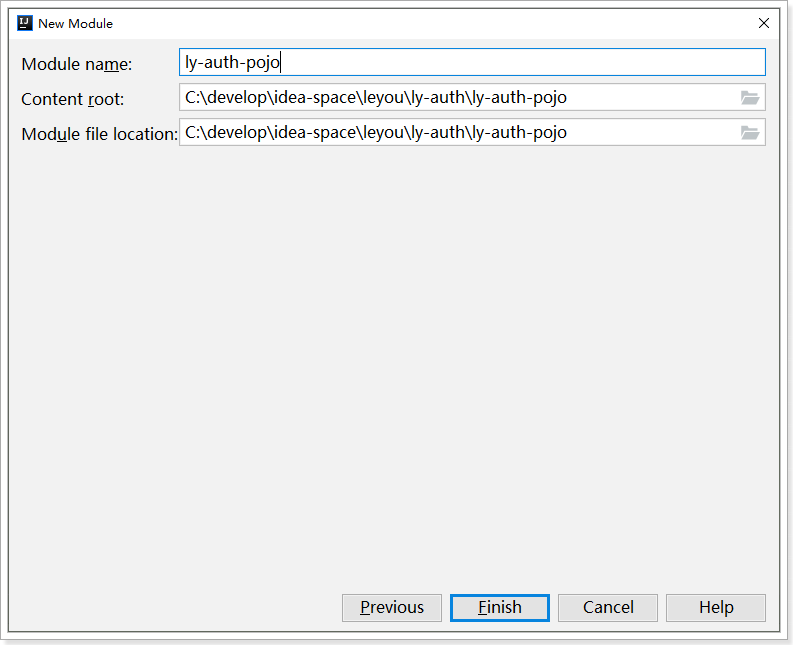 IJ New Module
Module name: ly-auth-pojo
Content root: C:\develop\idea-space\leyou\ly-auth\ly-auth-pojo
Module file location: C:\develop\idea-space\leyou\ly-auth\ly-auth-pojo
Previous Finish Cancel Help